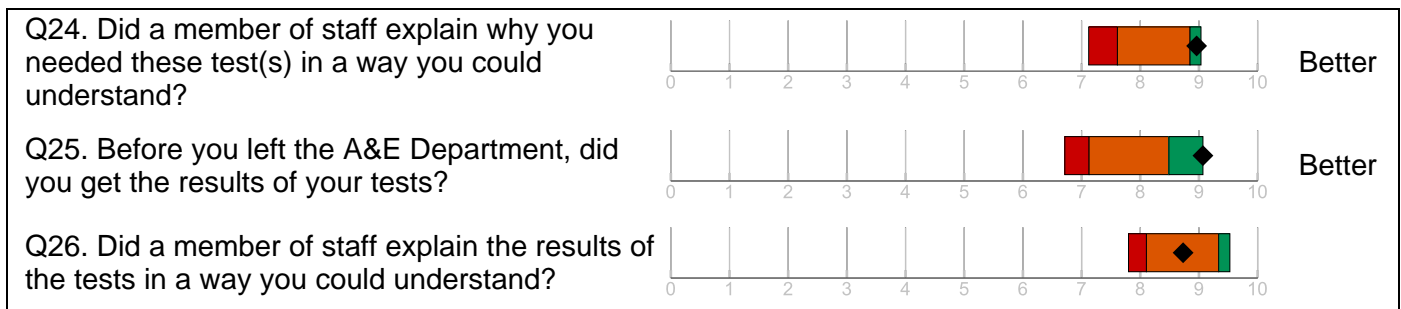 Q24. Did a member of staff explain why you
needed these test(s) in a way you could
understand?
Better
0 1 2 3 4 5 6 7 8 9 10
Q25. Before you left the A&E Department, did
you get the results of your tests?
Better
0 1 2 3 4 5 6 7 8 9 10
Q26. Did a member of staff explain the results of
the tests in a way you could understand?
0 1 2 3 4 5 6 7 8 9 10